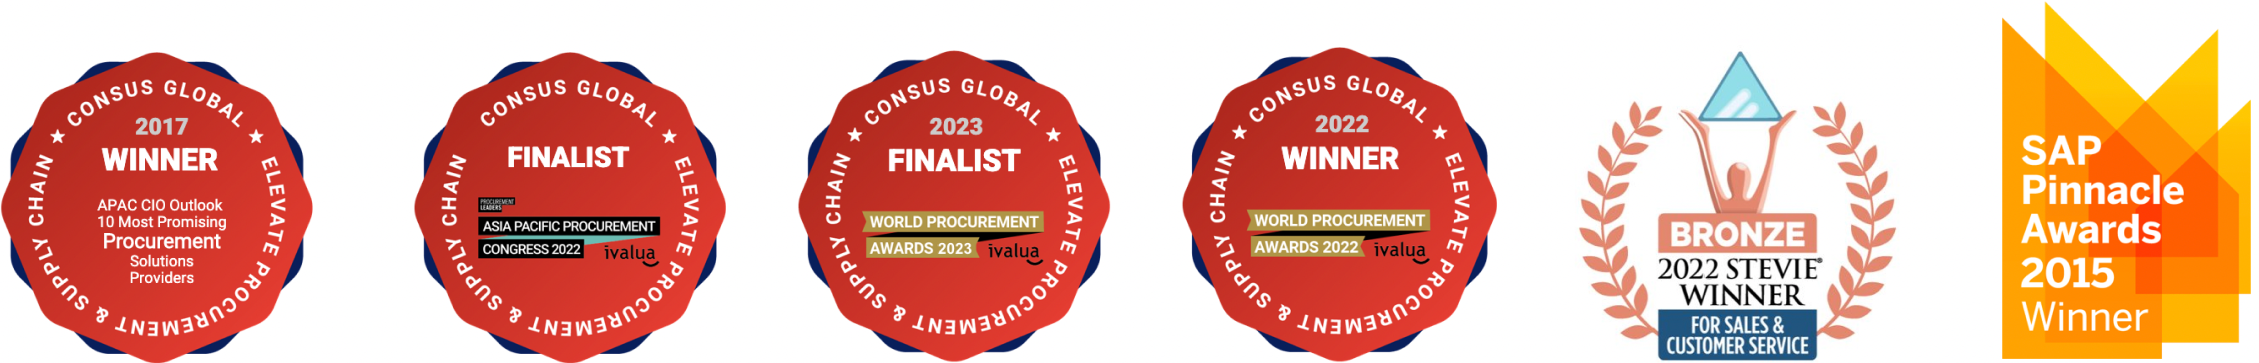 CONSUS GLOBAL ★ ELEVATE PROCUREMENT & SUPPLY CHAIN ★
2017
WINNER
APAC CIO Outlook
10 Most Promising
Procurement
Solutions
Providers
CONSUS GLOBAL ★ ELEVATE PROCUREMENT & SUPPLY CHAIN
FINALIST
PROCUREMENT
LEADERS
ASIA PACIFIC PROCUREMENT
CONGRESS 2022
ivalua
CONSUS GLOBAL ★ ELEVATE PROCUREMENT & SUPPLY CHAIN ★
2023
FINALIST
WORLD PROCUREMENT
AWARDS 2023
ivalua
CONSUS GLOBAL ★ ELEVATE PROCUREMENT & SUPPLY CHAIN ★
2022
WINNER
WORLD PROCUREMENT
AWARDS 2022
ivalua
BRONZE
2022 STEVIE®
WINNER
FOR SALES &
CUSTOMER SERVICE
SAP
Pinnacle
Awards
2015
Winner